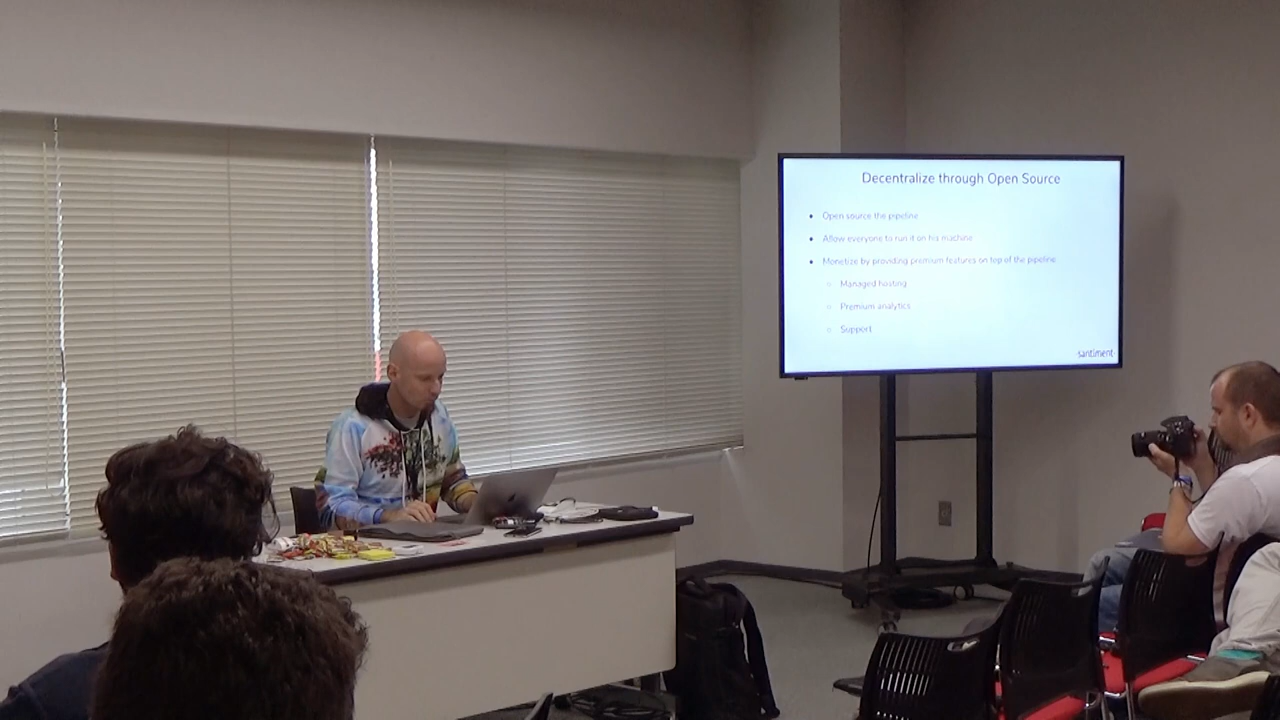 Decentralize through Open Source
Open source the pipeline
Allow everyone to run it on his machine
Monetize by providing premium features on top of the pipeline
Managed hosting
Premium analytics
Support
santiment